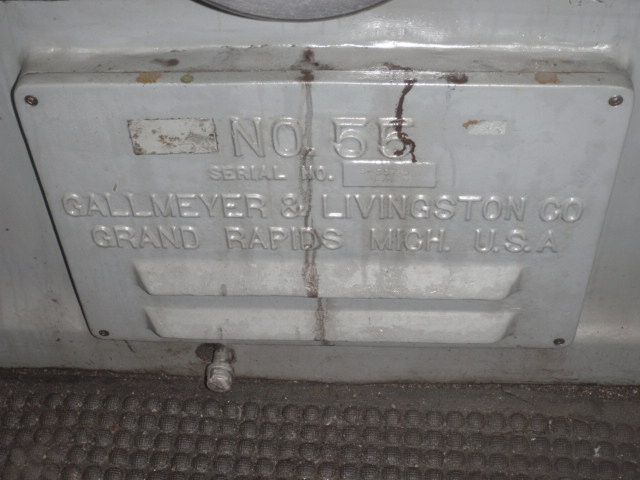 NO. 55
SERIAL NO.
GALLMEYER & LIVINGSTON CO
GRAND RAPIDS MICH. U.S.A